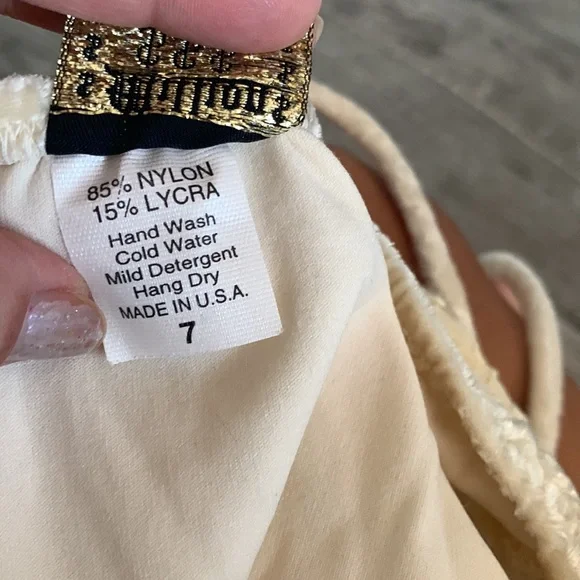 85% NYLON
15% LYCRA
Hand Wash
Cold Water
Mild Detergent
Hang Dry
MADE IN U.S.A.
7